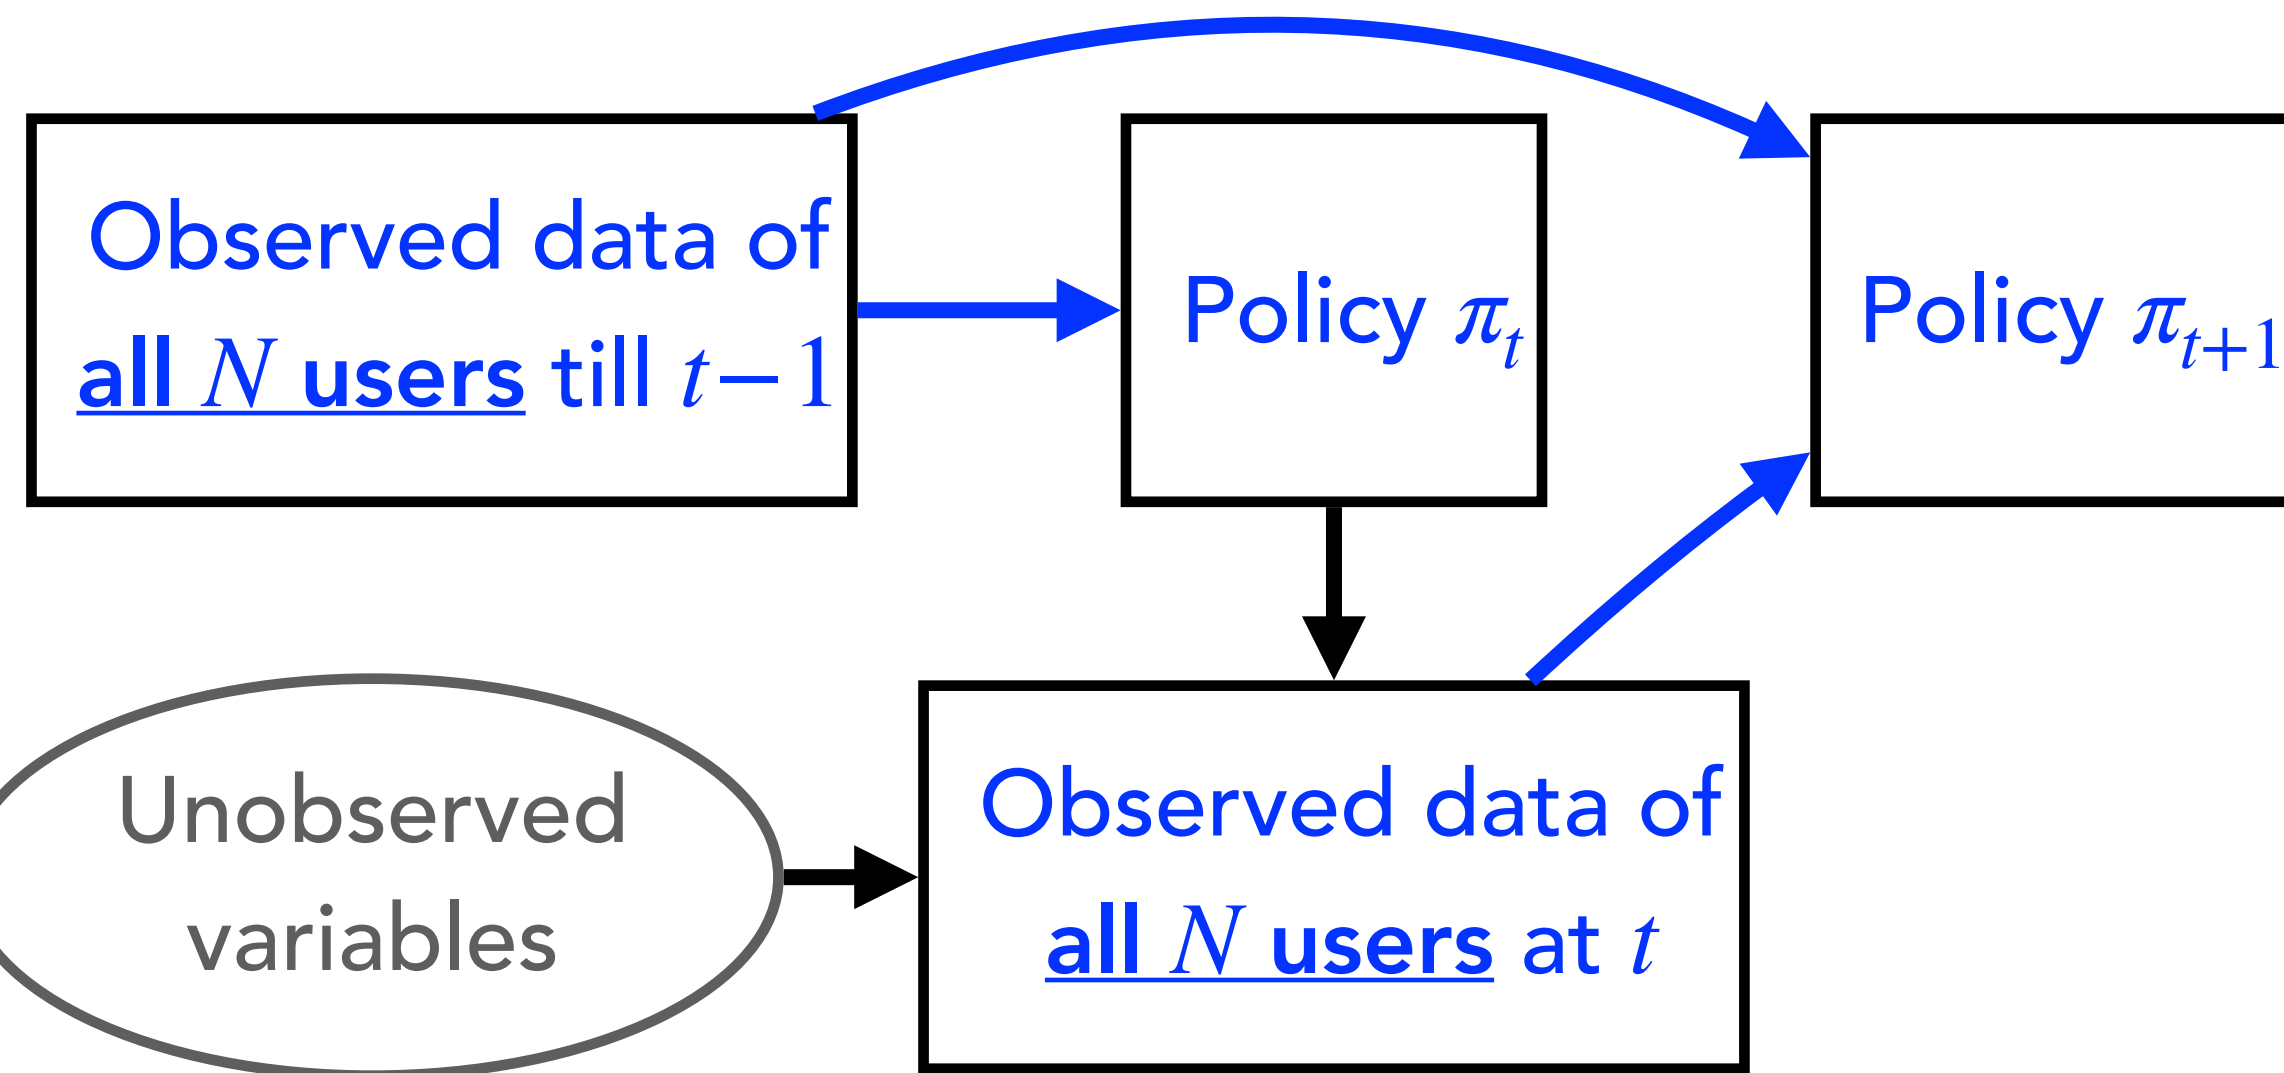 Observed data of
all N users till t−1
Policy π_t
Policy π_{t+1}
Unobserved
variables
Observed data of
all N users at t